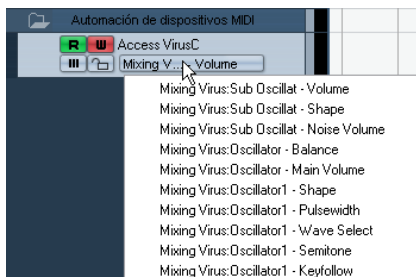 Automación de dispositivos MIDI
R W Access VirusC
Mixing V... - Volume
Mixing Virus:Sub Oscillat - Volume
Mixing Virus:Sub Oscillat - Shape
Mixing Virus:Sub Oscillat - Noise Volume
Mixing Virus:Oscillator - Balance
Mixing Virus:Oscillator - Main Volume
Mixing Virus:Oscillator1 - Shape
Mixing Virus:Oscillator1 - Pulsewidth
Mixing Virus:Oscillator1 - Wave Select
Mixing Virus:Oscillator1 - Semitone
Mixing Virus:Oscillator1 - Keyfollow